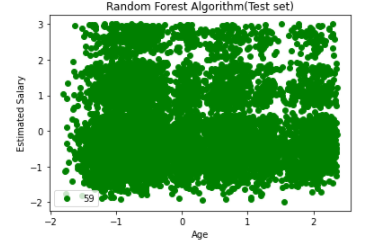 Random Forest Algorithm(Test set)
3
2
1
0
−1
−2
Estimated Salary
59
−2 −1 0 1 2
Age